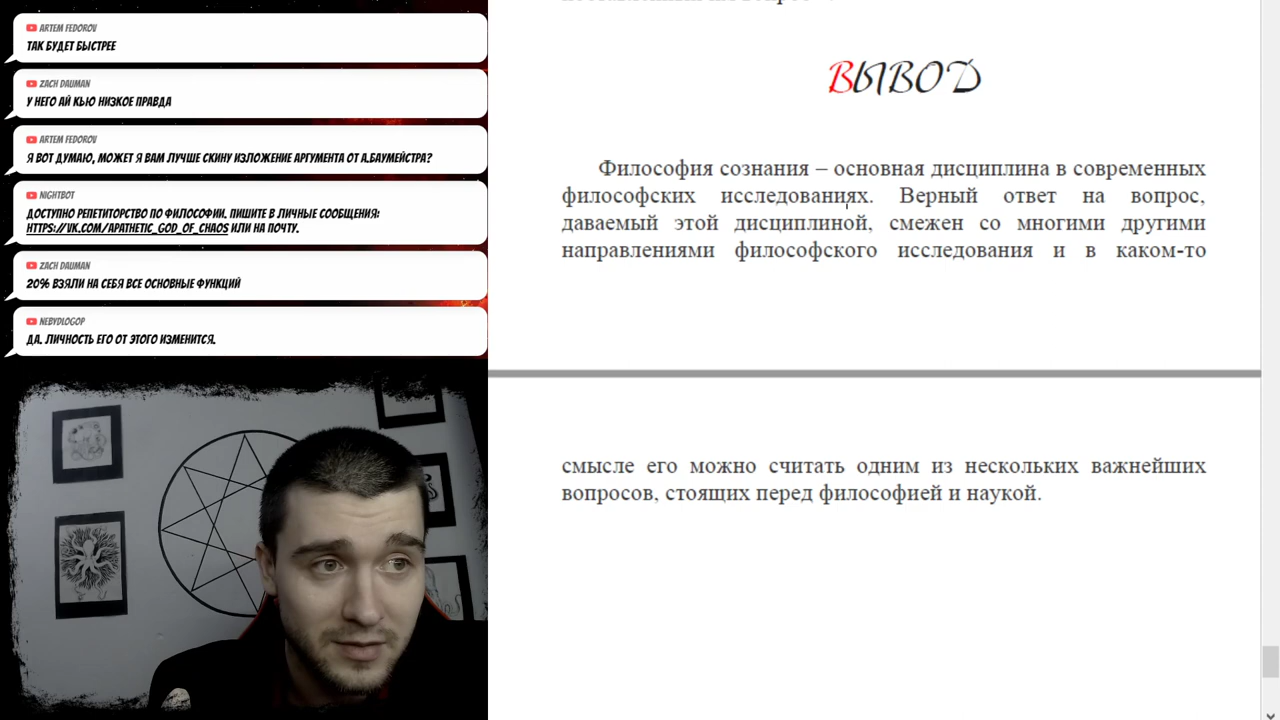 ARTEM FEDOROV
ТАК БУДЕТ БЫСТРЕЕ
ZACH DAUMAN
У НЕГО АЙ КЬЮ НИЗКОЕ ПРАВДА
ARTEM FEDOROV
Я ВОТ ДУМАЮ, МОЖЕТ Я ВАМ ЛУЧШЕ СКИНУ ИЗЛОЖЕНИЕ АРГУМЕНТА ОТ А.БАУМЕЙСТРА?
NIGHTBOT
ДОСТУПНО РЕПЕТИТОРСТВО ПО ФИЛОСОФИИ. ПИШИТЕ В ЛИЧНЫЕ СООБЩЕНИЯ:
HTTPS://VK.COM/APATHETIC_GOD_OF_CHAOS ИЛИ НА ПОЧТУ.
ZACH DAUMAN
20% ВЗЯЛИ НА СЕБЯ ВСЕ ОСНОВНЫЕ ФУНКЦИЙ
NEBYDLOGOP
ДА. ЛИЧНОСТЬ ЕГО ОТ ЭТОГО ИЗМЕНИТСЯ.
ВЫВОД
Философия сознания – основная дисциплина в современных
философских исследованиях. Верный ответ на вопрос,
даваемый этой дисциплиной, смежен со многими другими
направлениями философского исследования и в каком-то
смысле его можно считать одним из нескольких важнейших
вопросов, стоящих перед философией и наукой.